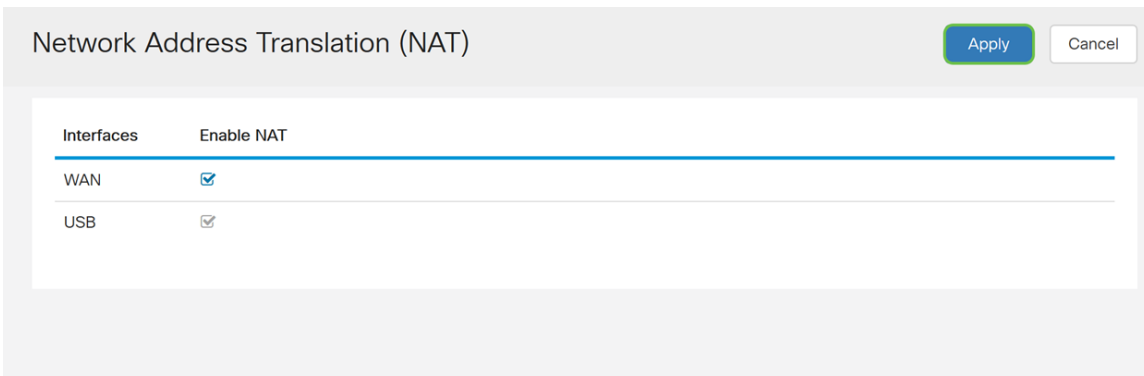 Network Address Translation (NAT) Apply Cancel
Interfaces Enable NAT
WAN
USB